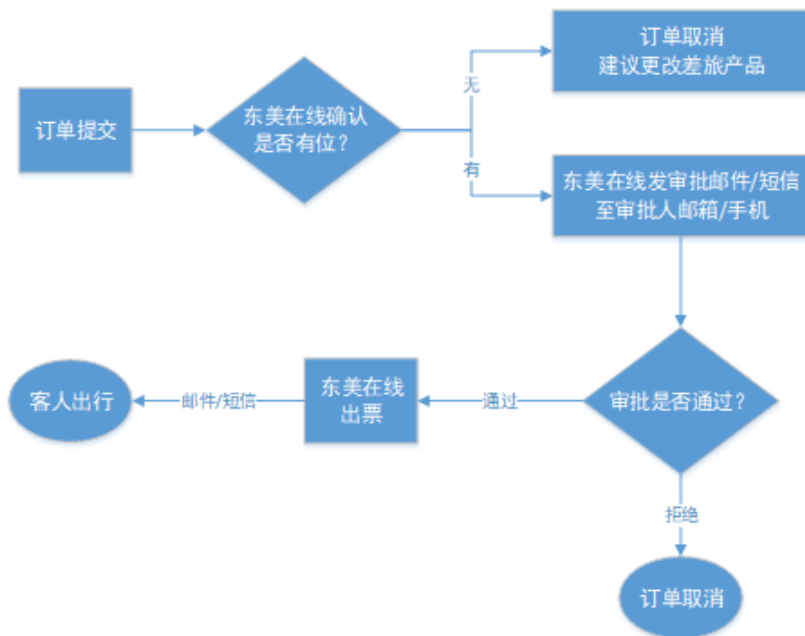 订单提交
东美在线确认
是否有位？
无
订单取消
建议更改差旅产品
有
东美在线发审批邮件/短信
至审批人邮箱/手机
审批是否通过？
通过
东美在线
出票
邮件/短信
客人出行
拒绝
订单取消